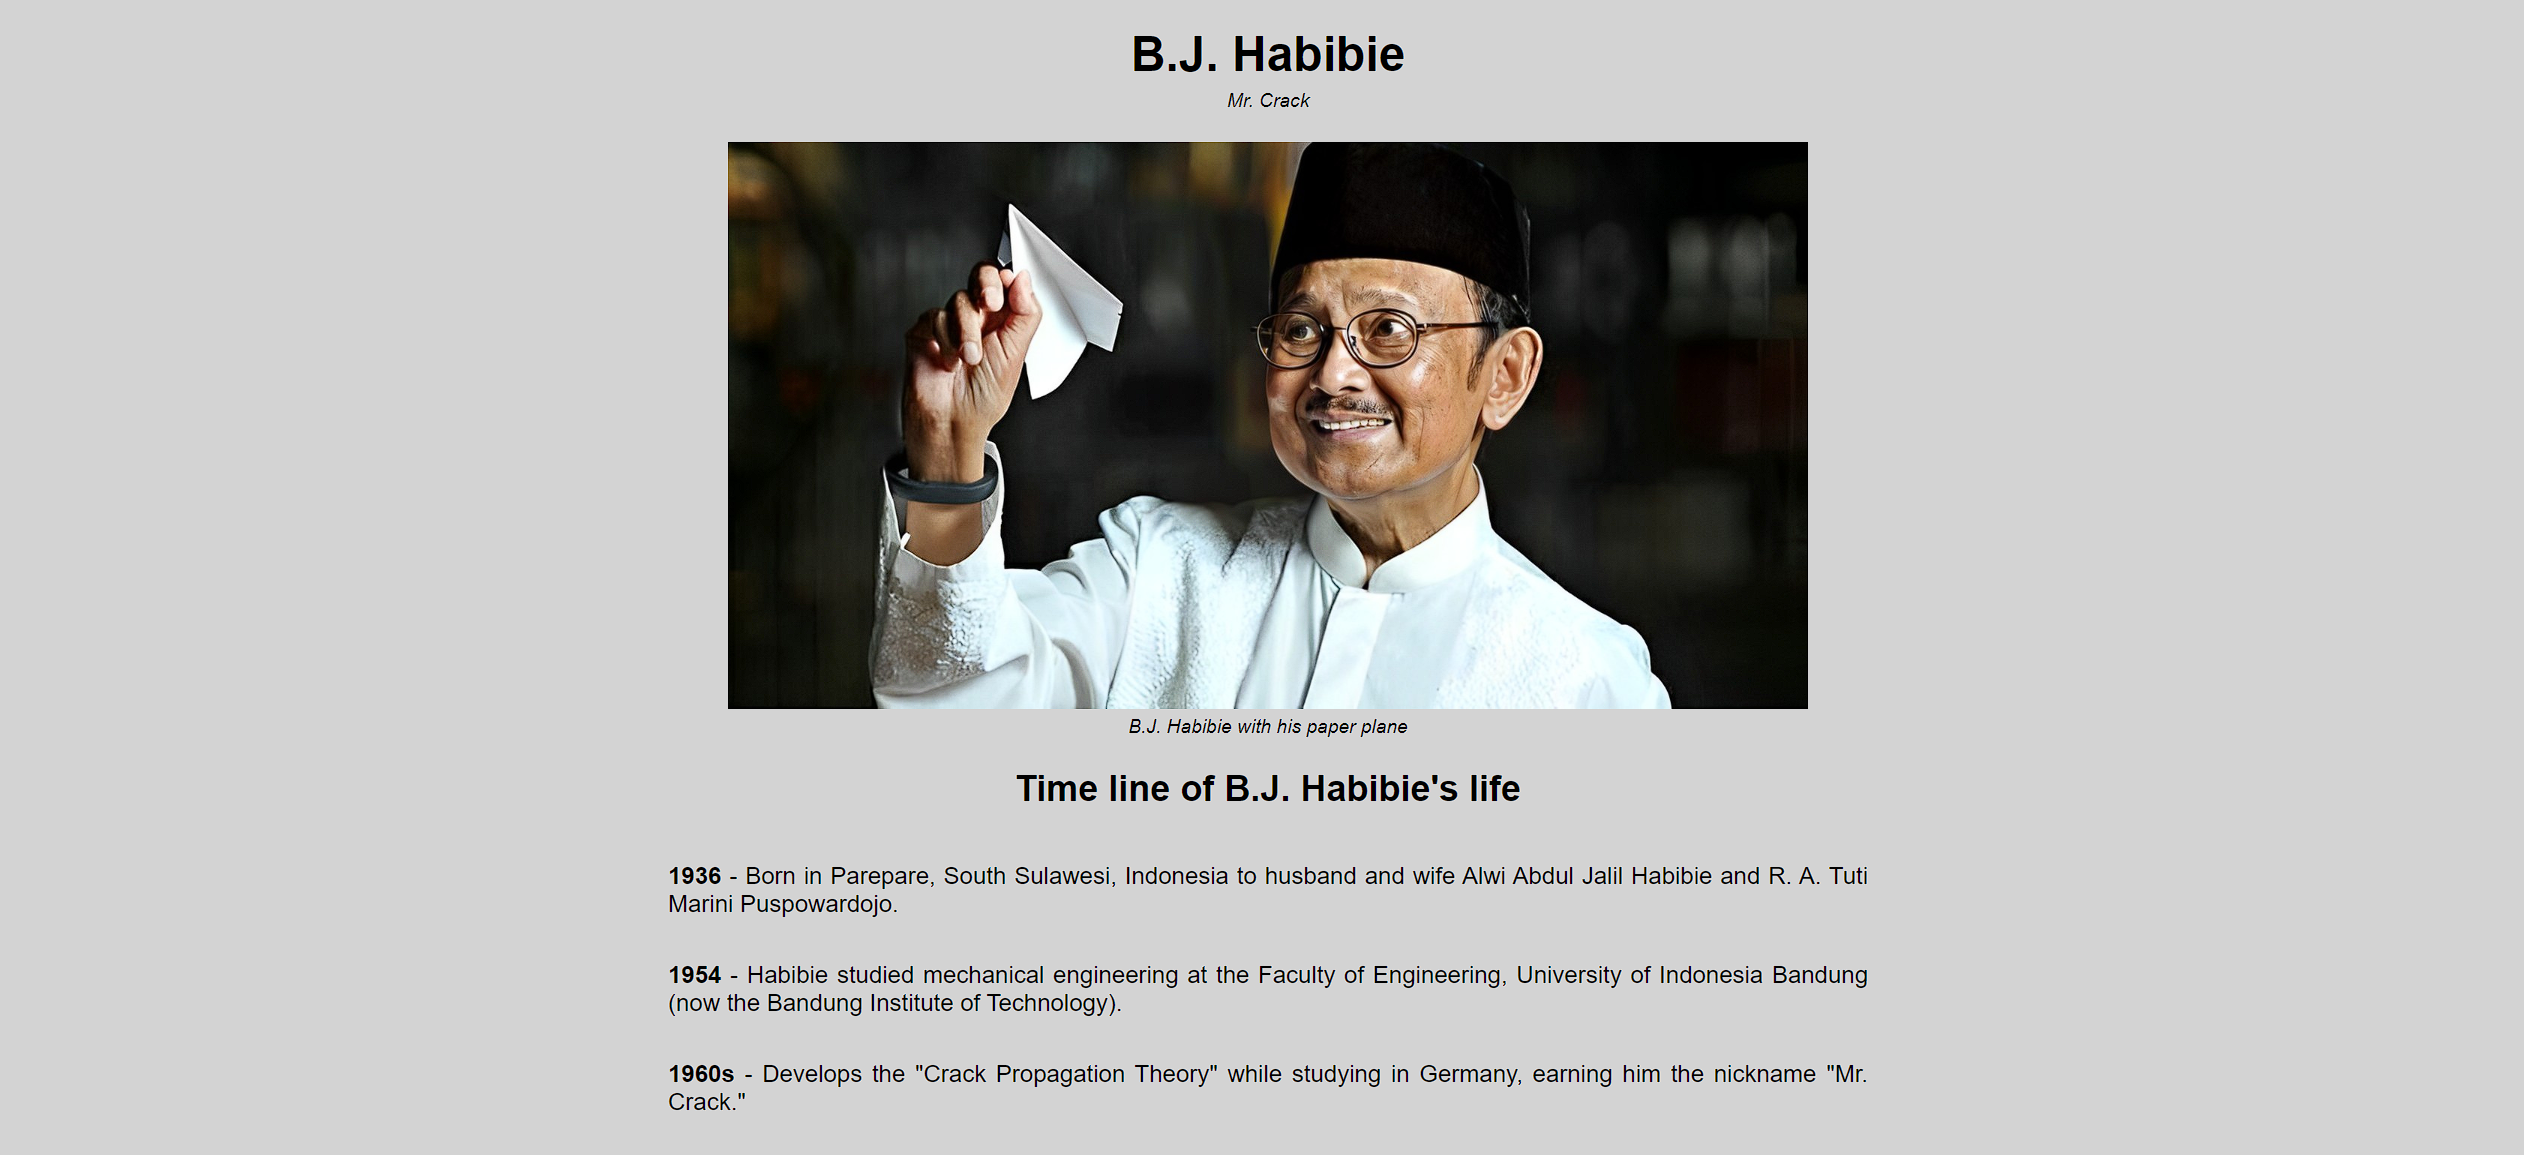 B.J. Habibie
Mr. Crack
B.J. Habibie with his paper plane
Time line of B.J. Habibie's life
1936 - Born in Parepare, South Sulawesi, Indonesia to husband and wife Alwi Abdul Jalil Habibie and R. A. Tuti
Marini Puspowardojo.
1954 - Habibie studied mechanical engineering at the Faculty of Engineering, University of Indonesia Bandung
(now the Bandung Institute of Technology).
1960s - Develops the "Crack Propagation Theory" while studying in Germany, earning him the nickname "Mr.
Crack."